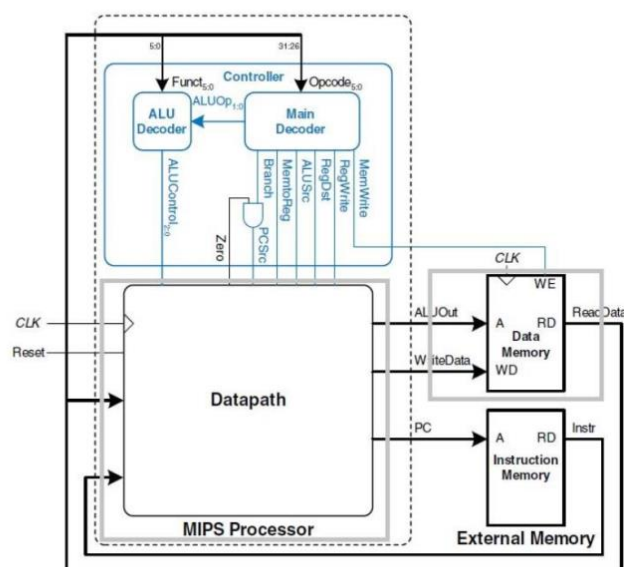 5:0
31:26
Controller
Funct5:0
Opcode5:0
ALUOp1:0
ALU
Decoder
Main
Decoder
ALUControl2:0
Zero
Branch
PCSrc
MemtoReg
ALUSrc
RegDst
RegWrite
MemWrite
CLK
WE
CLK
Reset
ALUOut
A
RD
ReadData
Data
Memory
WriteData
WD
Datapath
PC
A
RD
Instr
Instruction
Memory
MIPS Processor
External Memory